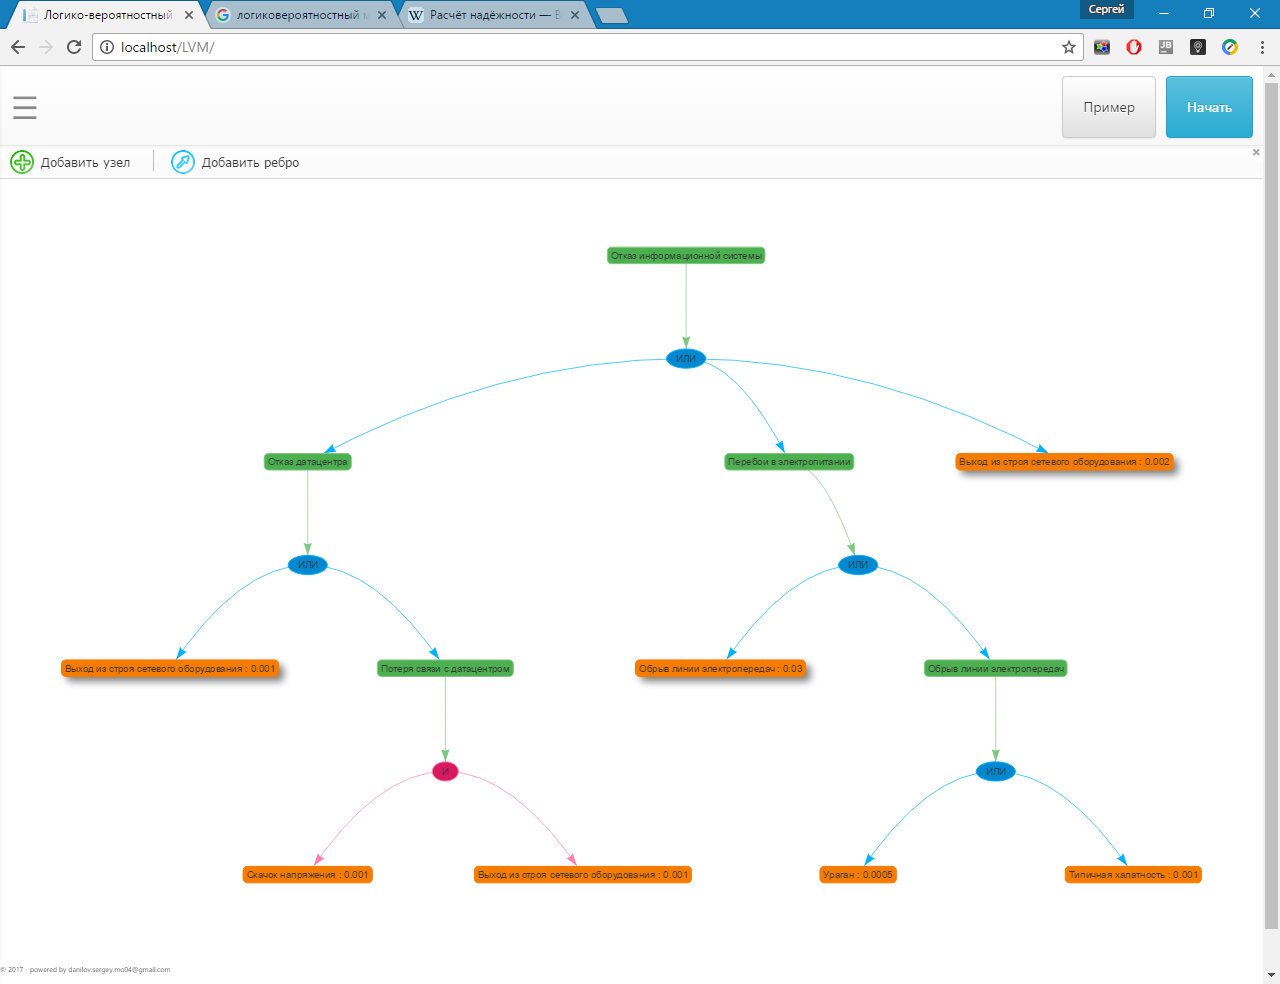 Логико-вероятностный
логиковероятностный м
Расчёт надёжности — В
Сергей
localhost/LVM/
Пример
Начать
Добавить узел
Добавить ребро
Отказ информационной системы
ИЛИ
Отказ датацентра
Перебои в электропитании
Выход из строя сетевого оборудования : 0.002
ИЛИ
ИЛИ
Выход из строя сетевого оборудования : 0.001
Потеря связи с датацентром
Обрыв линии электропередач : 0.03
Обрыв линии электропередач
И
ИЛИ
Скачок напряжения : 0.001
Выход из строя сетевого оборудования : 0.001
Ураган : 0.0005
Типичная халатность : 0.001
© 2017 · powered by danilov.sergey.mo04@gmail.com